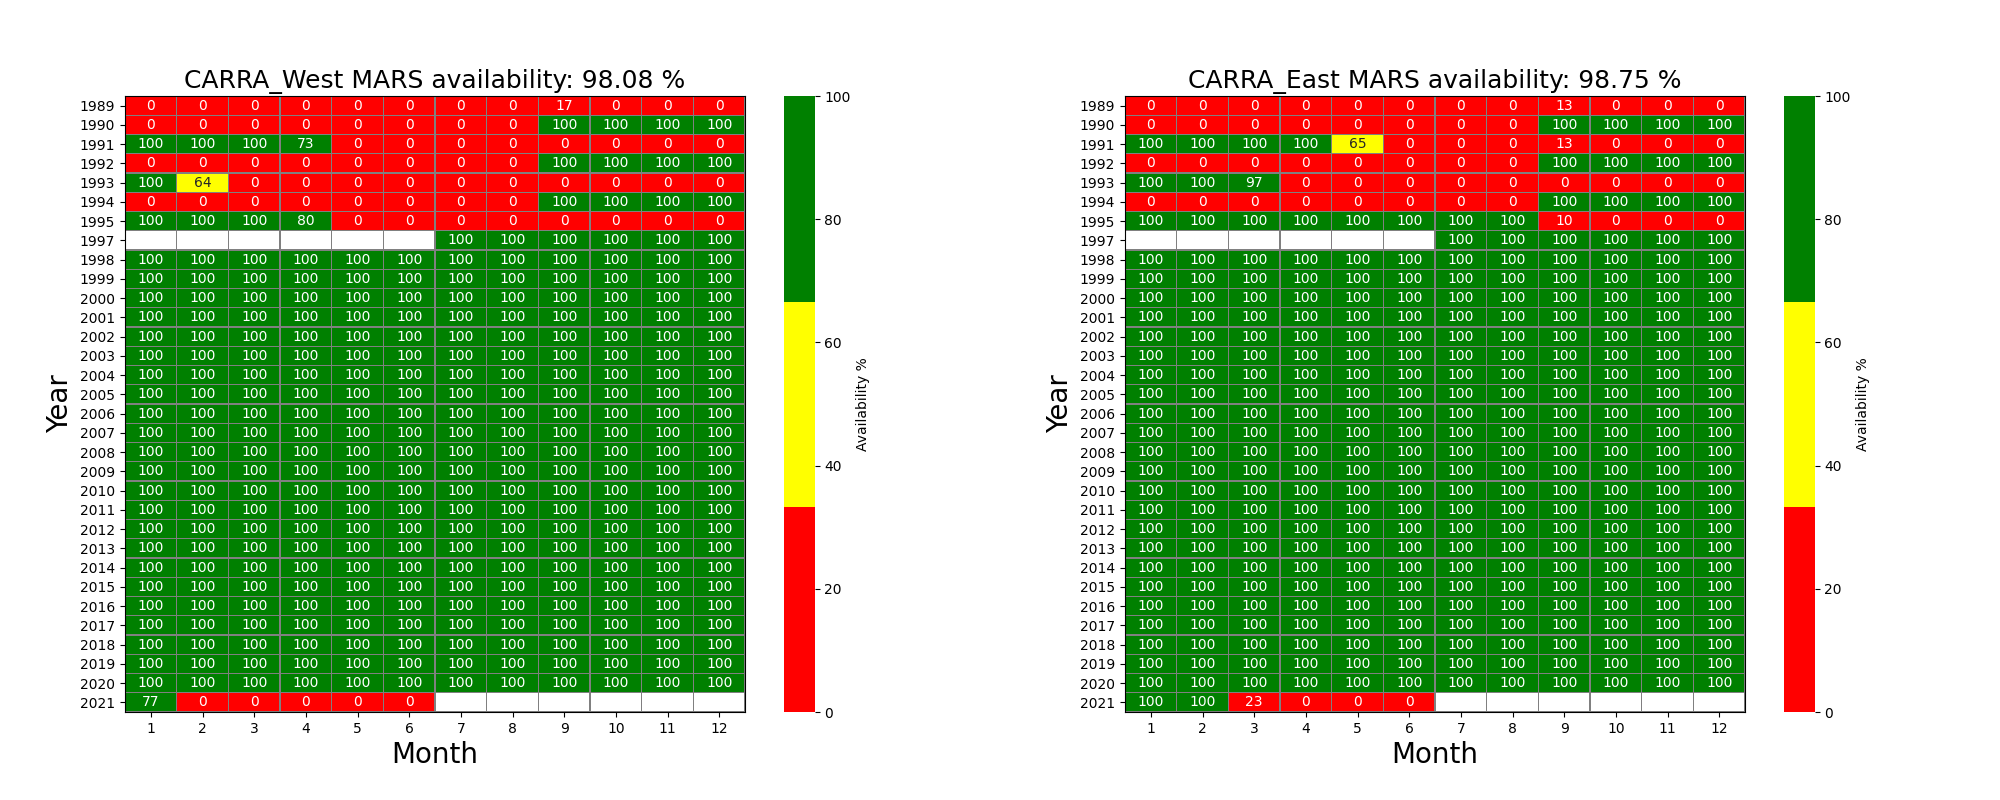 CARRA_West MARS availability: 98.08 %
1989 0 0 0 0 0 0 0 0 17 0 0 0
1990 0 0 0 0 0 0 0 0 100 100 100 100
1991 100 100 100 73 0 0 0 0 0 0 0 0
1992 0 0 0 0 0 0 0 0 100 100 100 100
1993 100 64 0 0 0 0 0 0 0 0 0 0
1994 0 0 0 0 0 0 0 0 100 100 100 100
1995 100 100 100 80 0 0 0 0 0 0 0 0
1997 100 100 100 100 100 100
1998 100 100 100 100 100 100 100 100 100 100 100 100
1999 100 100 100 100 100 100 100 100 100 100 100 100
2000 100 100 100 100 100 100 100 100 100 100 100 100
2001 100 100 100 100 100 100 100 100 100 100 100 100
2002 100 100 100 100 100 100 100 100 100 100 100 100
2003 100 100 100 100 100 100 100 100 100 100 100 100
2004 100 100 100 100 100 100 100 100 100 100 100 100
2005 100 100 100 100 100 100 100 100 100 100 100 100
2006 100 100 100 100 100 100 100 100 100 100 100 100
2007 100 100 100 100 100 100 100 100 100 100 100 100
2008 100 100 100 100 100 100 100 100 100 100 100 100
2009 100 100 100 100 100 100 100 100 100 100 100 100
2010 100 100 100 100 100 100 100 100 100 100 100 100
2011 100 100 100 100 100 100 100 100 100 100 100 100
2012 100 100 100 100 100 100 100 100 100 100 100 100
2013 100 100 100 100 100 100 100 100 100 100 100 100
2014 100 100 100 100 100 100 100 100 100 100 100 100
2015 100 100 100 100 100 100 100 100 100 100 100 100
2016 100 100 100 100 100 100 100 100 100 100 100 100
2017 100 100 100 100 100 100 100 100 100 100 100 100
2018 100 100 100 100 100 100 100 100 100 100 100 100
2019 100 100 100 100 100 100 100 100 100 100 100 100
2020 100 100 100 100 100 100 100 100 100 100 100 100
2021 77 0 0 0 0 0
1 2 3 4 5 6 7 8 9 10 11 12
Month
Year
100
80
60
40
20
0
Availability %
CARRA_East MARS availability: 98.75 %
1989 0 0 0 0 0 0 0 0 13 0 0 0
1990 0 0 0 0 0 0 0 0 100 100 100 100
1991 100 100 100 100 65 0 0 0 13 0 0 0
1992 0 0 0 0 0 0 0 0 100 100 100 100
1993 100 100 97 0 0 0 0 0 0 0 0 0
1994 0 0 0 0 0 0 0 0 100 100 100 100
1995 100 100 100 100 100 100 100 100 10 0 0 0
1997 100 100 100 100 100 100
1998 100 100 100 100 100 100 100 100 100 100 100 100
1999 100 100 100 100 100 100 100 100 100 100 100 100
2000 100 100 100 100 100 100 100 100 100 100 100 100
2001 100 100 100 100 100 100 100 100 100 100 100 100
2002 100 100 100 100 100 100 100 100 100 100 100 100
2003 100 100 100 100 100 100 100 100 100 100 100 100
2004 100 100 100 100 100 100 100 100 100 100 100 100
2005 100 100 100 100 100 100 100 100 100 100 100 100
2006 100 100 100 100 100 100 100 100 100 100 100 100
2007 100 100 100 100 100 100 100 100 100 100 100 100
2008 100 100 100 100 100 100 100 100 100 100 100 100
2009 100 100 100 100 100 100 100 100 100 100 100 100
2010 100 100 100 100 100 100 100 100 100 100 100 100
2011 100 100 100 100 100 100 100 100 100 100 100 100
2012 100 100 100 100 100 100 100 100 100 100 100 100
2013 100 100 100 100 100 100 100 100 100 100 100 100
2014 100 100 100 100 100 100 100 100 100 100 100 100
2015 100 100 100 100 100 100 100 100 100 100 100 100
2016 100 100 100 100 100 100 100 100 100 100 100 100
2017 100 100 100 100 100 100 100 100 100 100 100 100
2018 100 100 100 100 100 100 100 100 100 100 100 100
2019 100 100 100 100 100 100 100 100 100 100 100 100
2020 100 100 100 100 100 100 100 100 100 100 100 100
2021 100 100 23 0 0 0
1 2 3 4 5 6 7 8 9 10 11 12
Month
Year
100
80
60
40
20
0
Availability %